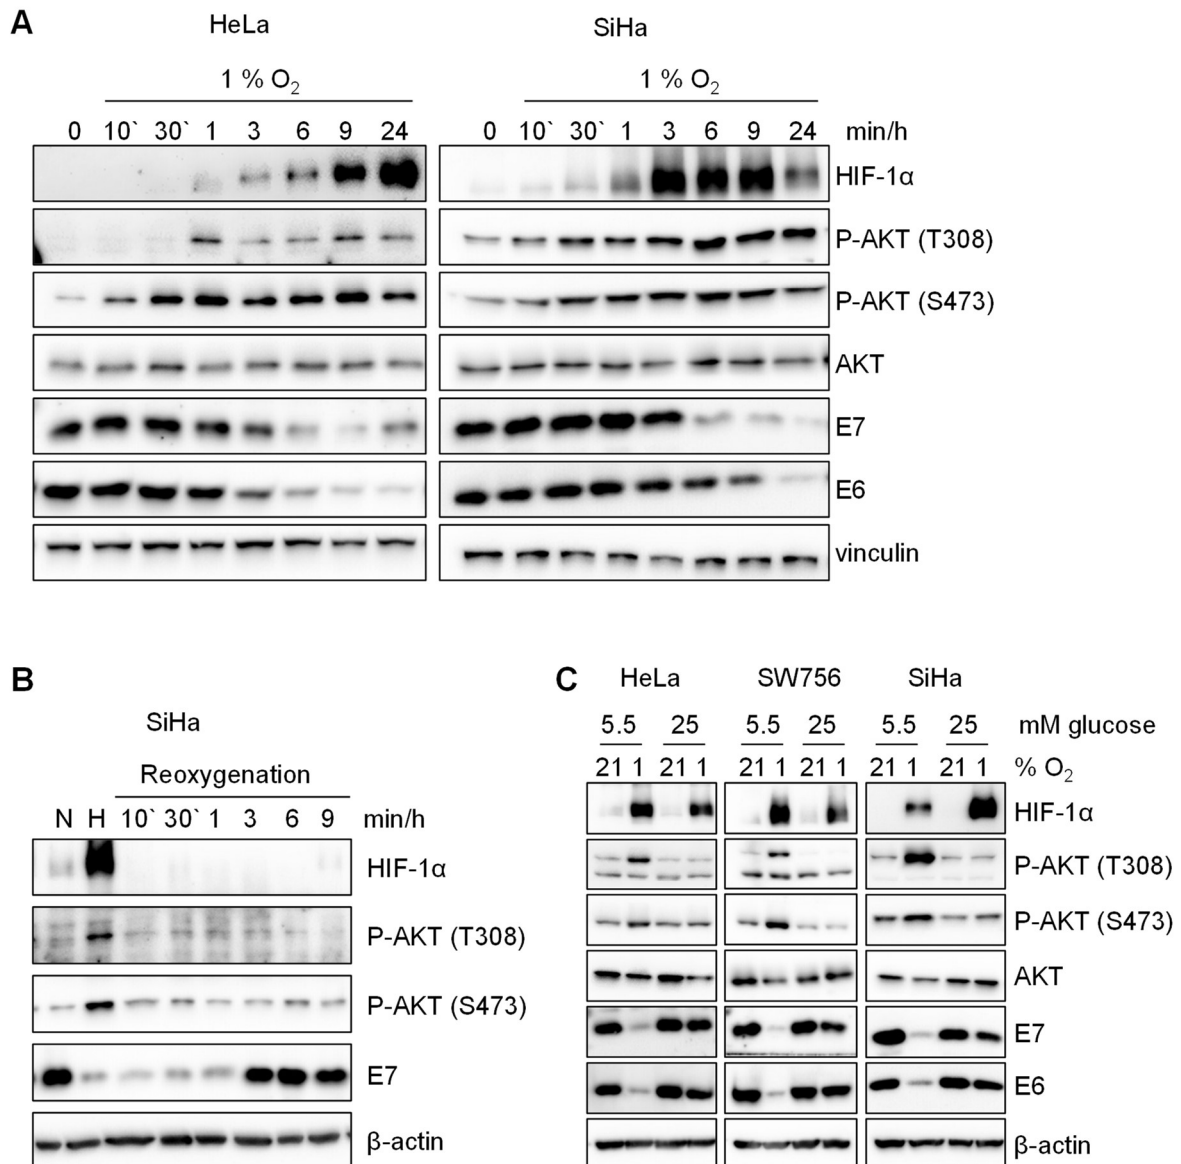 A
HeLa
SiHa
1 % O₂
1 % O₂
0 10` 30` 1 3 6 9 24
0 10` 30` 1 3 6 9 24 min/h
HIF-1α
P-AKT (T308)
P-AKT (S473)
AKT
E7
E6
vinculin
B
SiHa
Reoxygenation
N H 10` 30` 1 3 6 9 min/h
HIF-1α
P-AKT (T308)
P-AKT (S473)
E7
β-actin
C
HeLa SW756 SiHa
5.5 25 5.5 25 5.5 25 mM glucose
21 1 21 1 21 1 21 1 21 1 21 1 % O₂
HIF-1α
P-AKT (T308)
P-AKT (S473)
AKT
E7
E6
β-actin